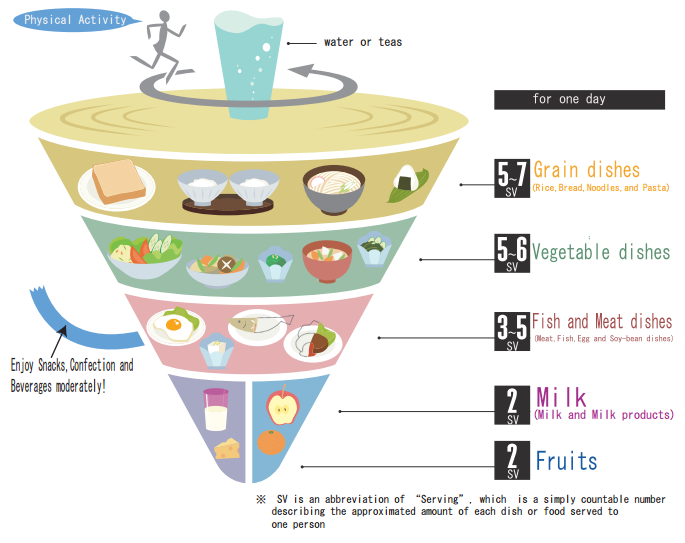 Physical Activity
water or teas
for one day
5~7
SV
Grain dishes
(Rice, Bread, Noodles, and Pasta)
5~6
SV
Vegetable dishes
3~5
SV
Fish and Meat dishes
(Meat, Fish, Egg and Soy-bean dishes)
Enjoy Snacks, Confection and
Beverages moderately!
2
SV
Milk
(Milk and Milk products)
2
SV
Fruits
※ SV is an abbreviation of “Serving”, which is a simply countable number
describing the approximated amount of each dish or food served to
one person